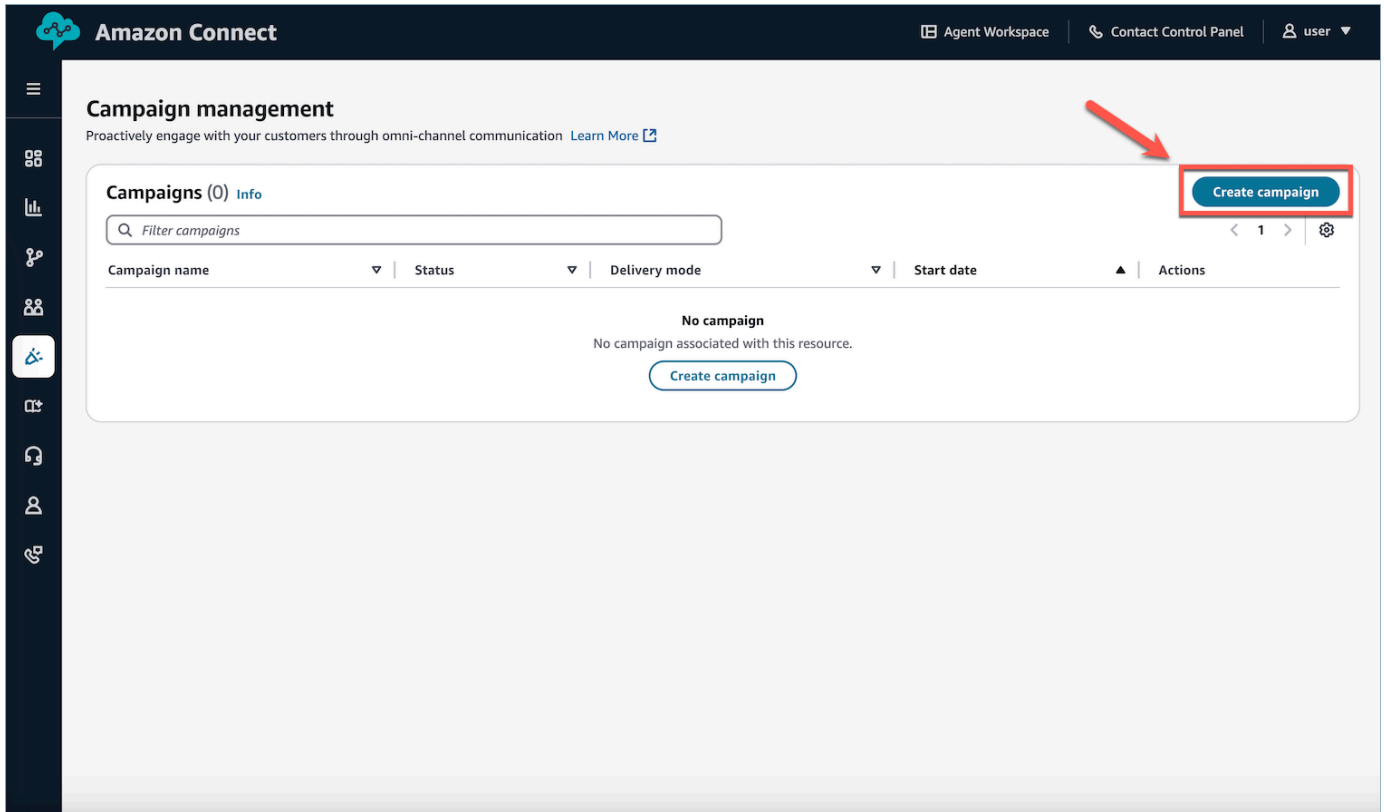 Amazon Connect
Agent Workspace
Contact Control Panel
user
Campaign management
Proactively engage with your customers through omni-channel communication Learn More
Campaigns (0) Info
Create campaign
Filter campaigns
1
Campaign name Status Delivery mode Start date Actions
No campaign
No campaign associated with this resource.
Create campaign